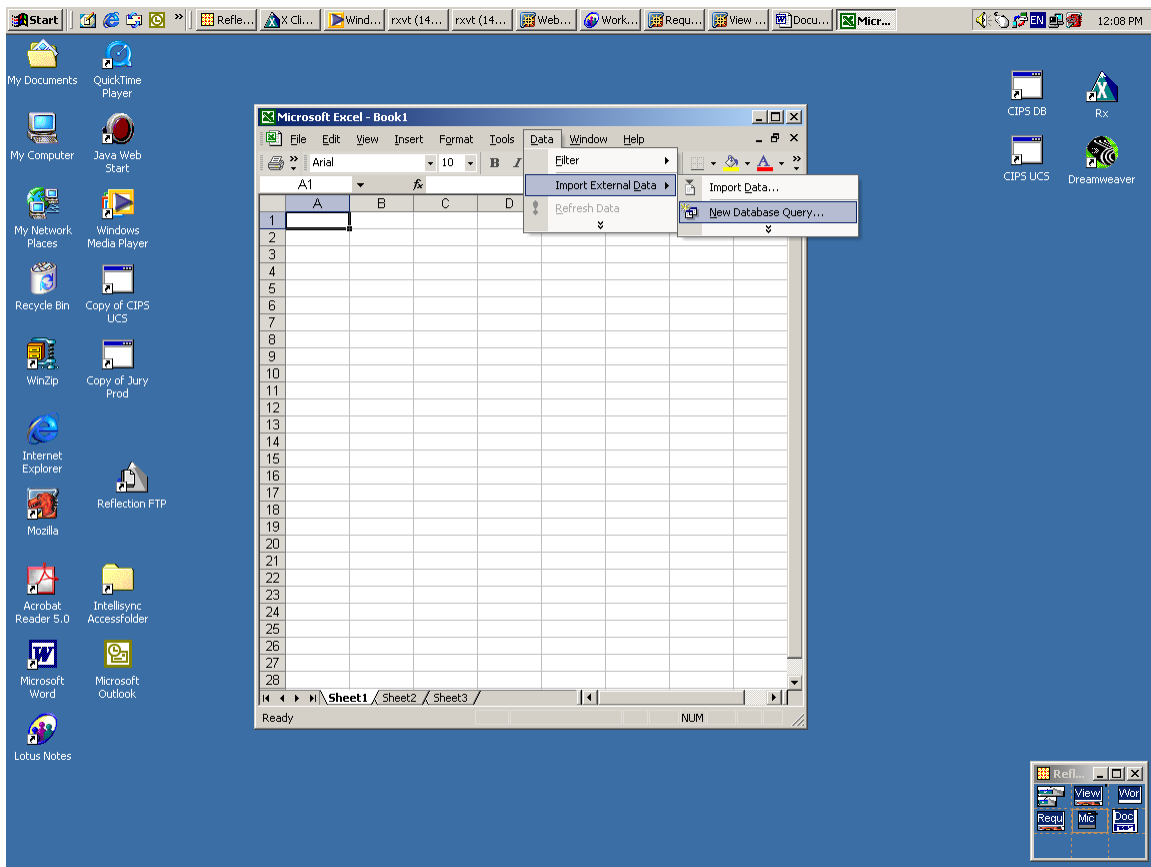 Start
»
Refle...
X Cli...
Wind...
rxvt (14...
rxvt (14...
Web...
Work...
Requ...
View ...
Docu...
Micr...
EN
12:08 PM
My Documents
QuickTime Player
My Computer
Java Web Start
My Network Places
Windows Media Player
Recycle Bin
Copy of CIPS UCS
WinZip
Copy of Jury Prod
Internet Explorer
Reflection FTP
Mozilla
Acrobat Reader 5.0
Intellisync Accessfolder
Microsoft Word
Microsoft Outlook
Lotus Notes
CIPS DB
Rx
CIPS UCS
Dreamweaver
Microsoft Excel - Book1
File Edit View Insert Format Tools Data Window Help
Arial 10 B I A
A1 fx
Filter
Import External Data
Refresh Data
Import Data...
New Database Query...
A B C D
1
2
3
4
5
6
7
8
9
10
11
12
13
14
15
16
17
18
19
20
21
22
23
24
25
26
27
28
Sheet1 / Sheet2 / Sheet3 /
Ready NUM
Refl...
View Wor
Requ Mic Doc